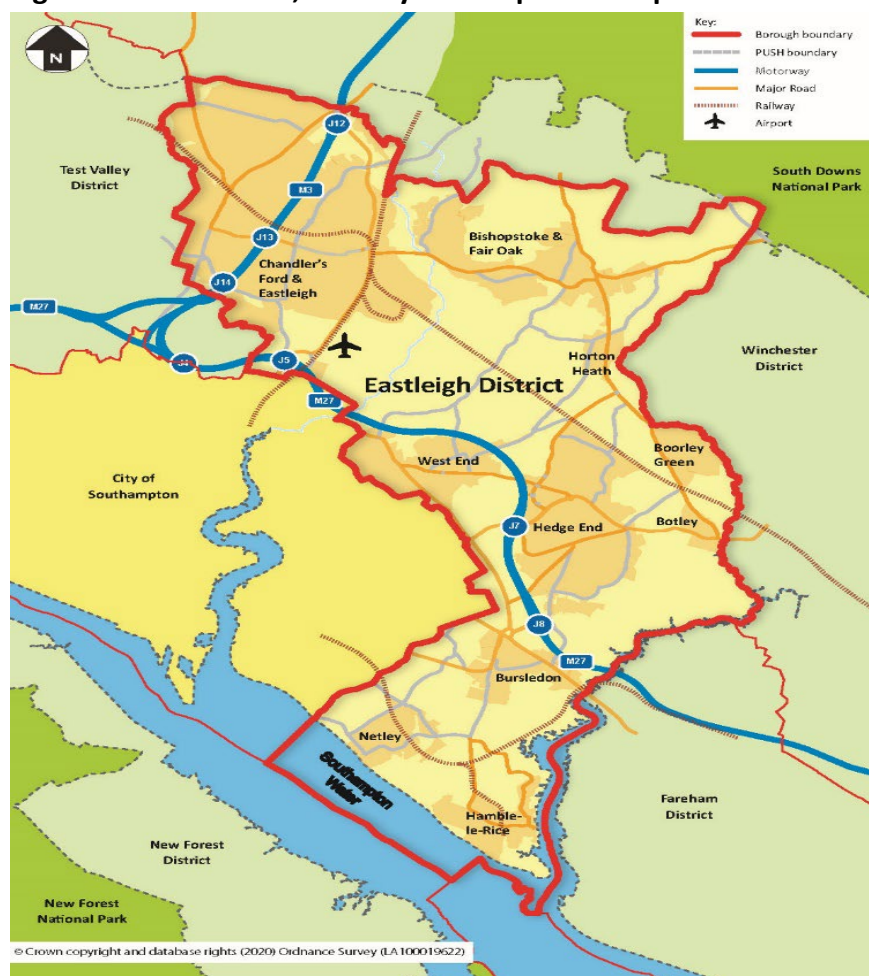 Key:
Borough boundary
PUSH boundary
Motorway
Major Road
Railway
Airport
N
J12
Test Valley
District
South Downs
National Park
M3
Bishopstoke &
Fair Oak
J13
Chandler's
Ford &
Eastleigh
J14
M27
Winchester
District
Horton
Heath
J5
Eastleigh District
M27
Boorley
Green
West End
City of
Southampton
J7
Hedge End
Botley
J8
M27
Bursledon
Netley
Southampton
Water
Hamble-
le-Rice
Fareham
District
New Forest
District
New Forest
National Park
© Crown copyright and database rights (2020) Ordnance Survey (LA100019622)